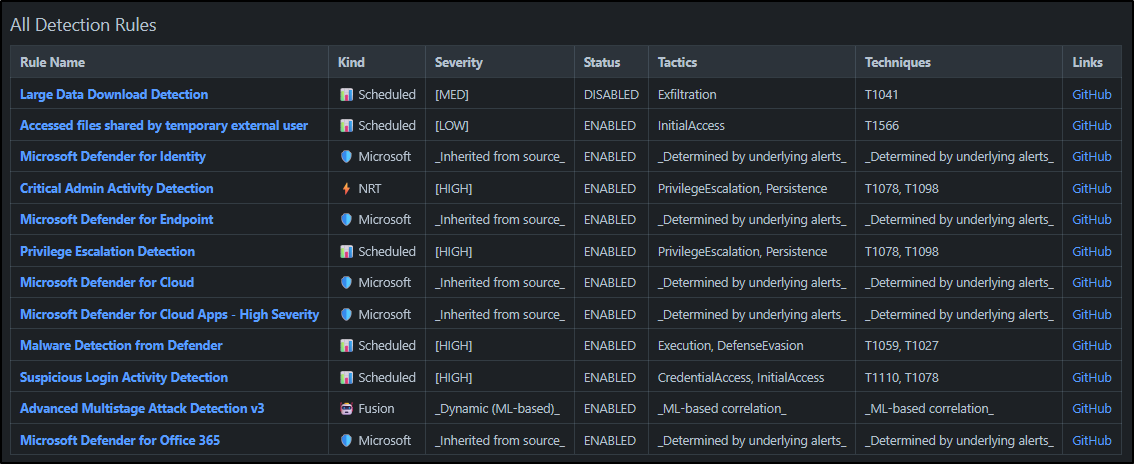 All Detection Rules
Rule Name Kind Severity Status Tactics Techniques Links
Large Data Download Detection Scheduled [MED] DISABLED Exfiltration T1041 GitHub
Accessed files shared by temporary external user Scheduled [LOW] ENABLED InitialAccess T1566 GitHub
Microsoft Defender for Identity Microsoft _Inherited from source_ ENABLED _Determined by underlying alerts_ _Determined by underlying alerts_ GitHub
Critical Admin Activity Detection NRT [HIGH] ENABLED PrivilegeEscalation, Persistence T1078, T1098 GitHub
Microsoft Defender for Endpoint Microsoft _Inherited from source_ ENABLED _Determined by underlying alerts_ _Determined by underlying alerts_ GitHub
Privilege Escalation Detection Scheduled [HIGH] ENABLED PrivilegeEscalation, Persistence T1078, T1098 GitHub
Microsoft Defender for Cloud Microsoft _Inherited from source_ ENABLED _Determined by underlying alerts_ _Determined by underlying alerts_ GitHub
Microsoft Defender for Cloud Apps - High Severity Microsoft _Inherited from source_ ENABLED _Determined by underlying alerts_ _Determined by underlying alerts_ GitHub
Malware Detection from Defender Scheduled [HIGH] ENABLED Execution, DefenseEvasion T1059, T1027 GitHub
Suspicious Login Activity Detection Scheduled [HIGH] ENABLED CredentialAccess, InitialAccess T1110, T1078 GitHub
Advanced Multistage Attack Detection v3 Fusion _Dynamic (ML-based)_ ENABLED _ML-based correlation_ _ML-based correlation_ GitHub
Microsoft Defender for Office 365 Microsoft _Inherited from source_ ENABLED _Determined by underlying alerts_ _Determined by underlying alerts_ GitHub